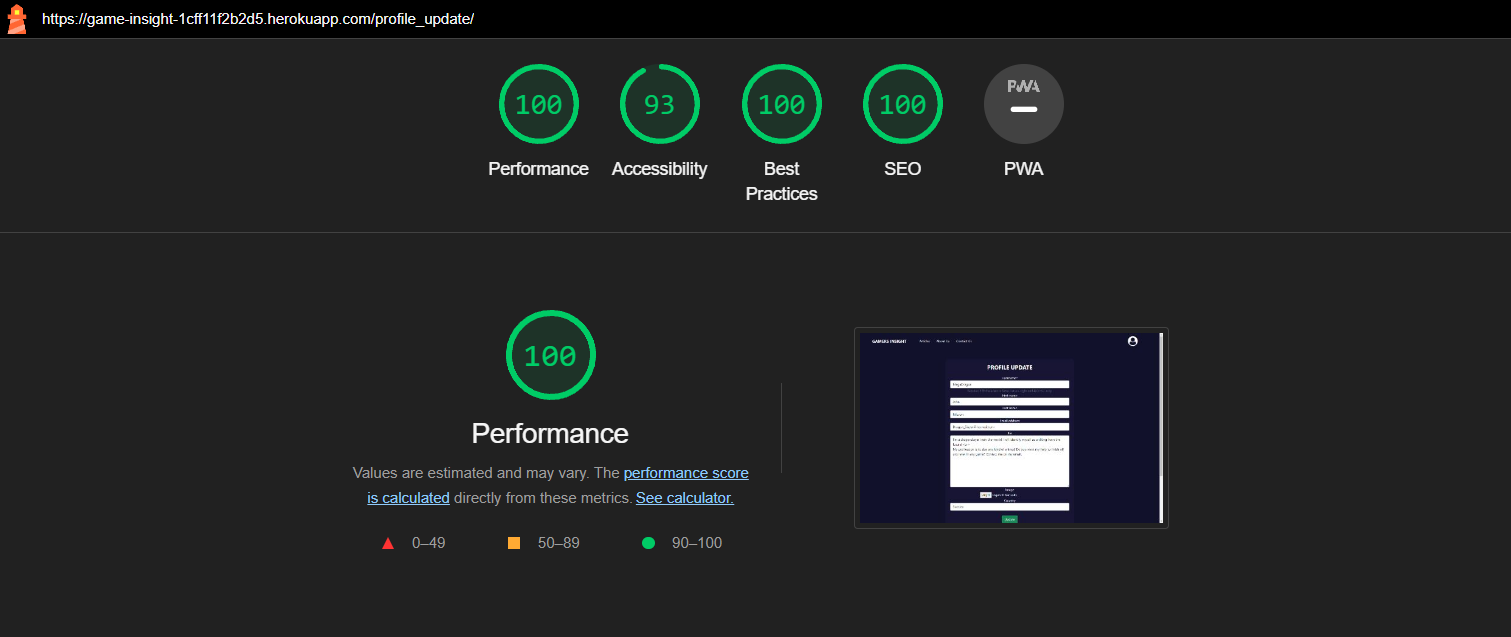 https://game-insight-1cff11f2b2d5.herokuapp.com/profile_update/
100
93
100
100
PWA
Performance
Accessibility
Best
Practices
SEO
PWA
100
Performance
Values are estimated and may vary. The performance score
is calculated directly from these metrics. See calculator.
0–49
50–89
90–100
GAMERS INSIGHT
PROFILE UPDATE